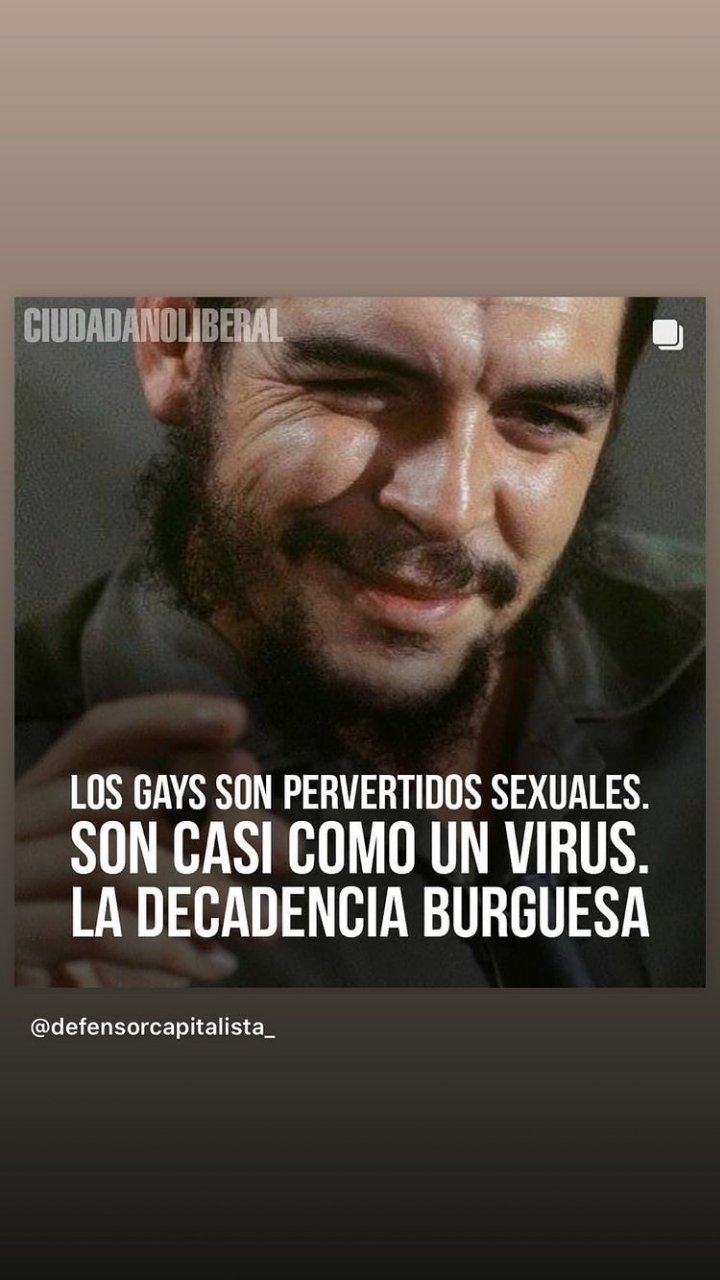 CIUDADANOLIBERAL
LOS GAYS SON PERVERTIDOS SEXUALES.
SON CASI COMO UN VIRUS.
LA DECADENCIA BURGUESA
@defensorcapitalista_